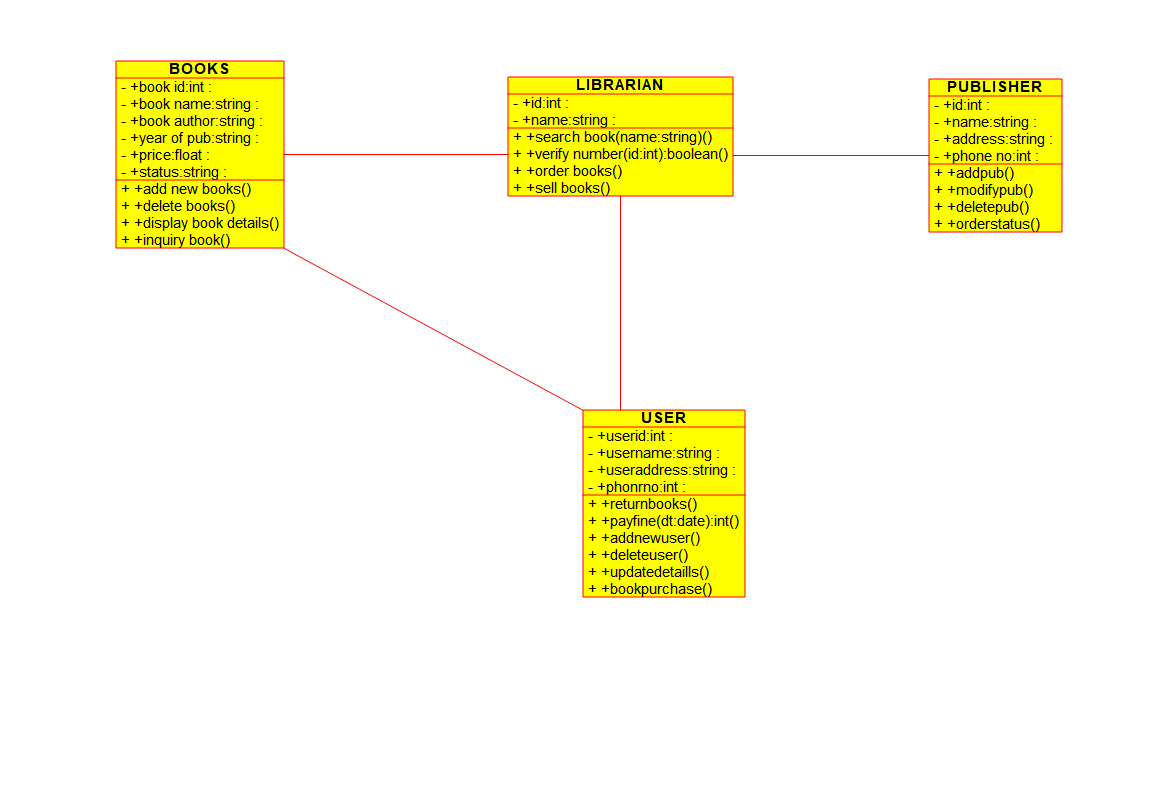 BOOKS
- +book id:int :
- +book name:string :
- +book author:string :
- +year of pub:string :
- +price:float :
- +status:string :
+ +add new books()
+ +delete books()
+ +display book details()
+ +inquiry book()
LIBRARIAN
- +id:int :
- +name:string :
+ +search book(name:string)()
+ +verify number(id:int):boolean()
+ +order books()
+ +sell books()
PUBLISHER
- +id:int :
- +name:string :
- +address:string :
- +phone no:int :
+ +addpub()
+ +modifypub()
+ +deletepub()
+ +orderstatus()
USER
- +userid:int :
- +username:string :
- +useraddress:string :
- +phonrno:int :
+ +returnbooks()
+ +payfine(dt:date):int()
+ +addnewuser()
+ +deleteuser()
+ +updatedetaills()
+ +bookpurchase()